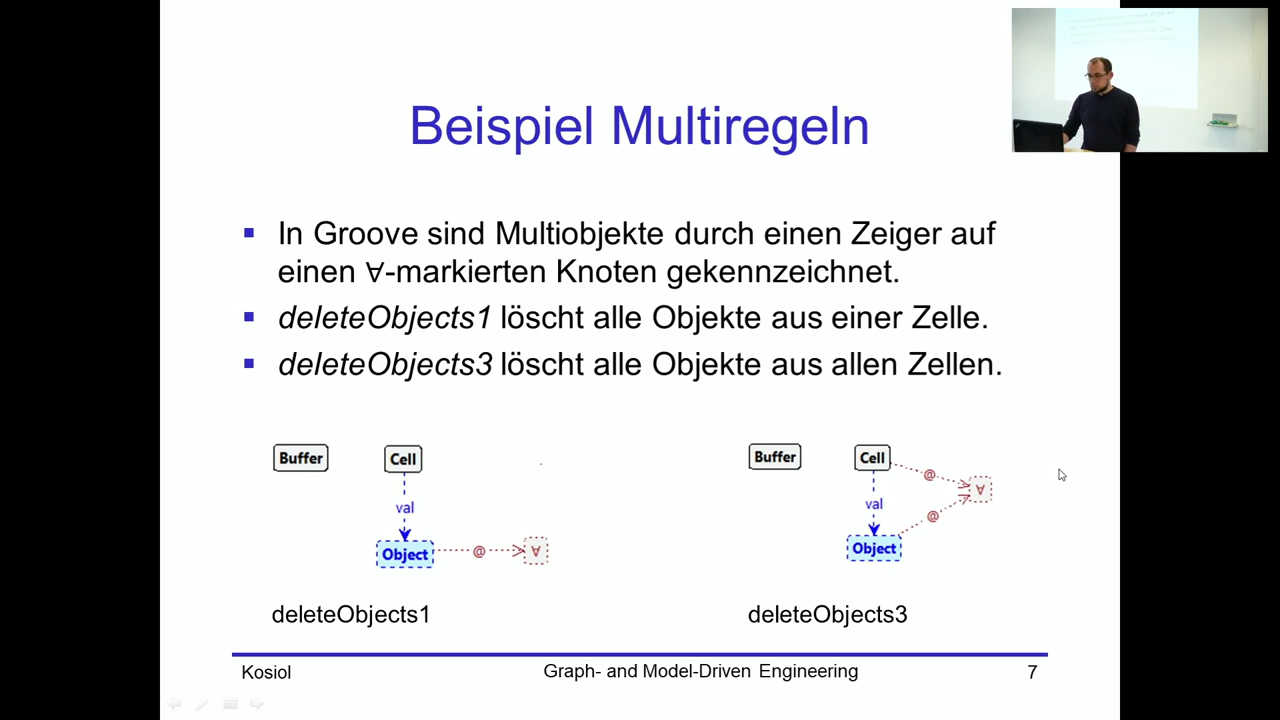 Beispiel Multiregeln
In Groove sind Multiobjekte durch einen Zeiger auf
einen ∀-markierten Knoten gekennzeichnet.
deleteObjects1 löscht alle Objekte aus einer Zelle.
deleteObjects3 löscht alle Objekte aus allen Zellen.
Buffer Cell
val
Object @ ∀
deleteObjects1
Buffer Cell
@
∀
val
@
Object
deleteObjects3
Kosiol Graph- and Model-Driven Engineering 7